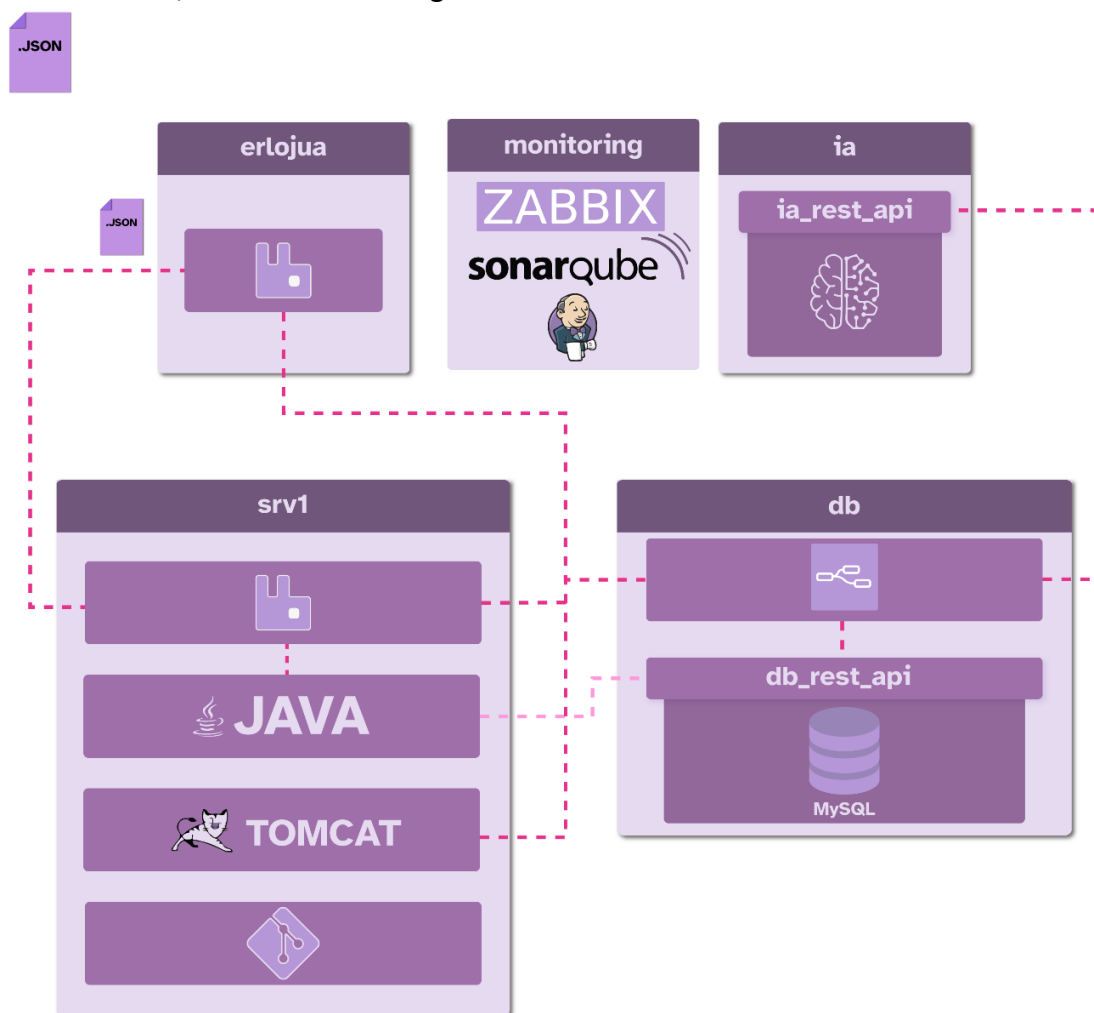 .JSON
erlojua
monitoring
ia
ZABBIX
ia_rest_api
.JSON
sonarqube
srv1
db
db_rest_api
JAVA
MySQL
TOMCAT